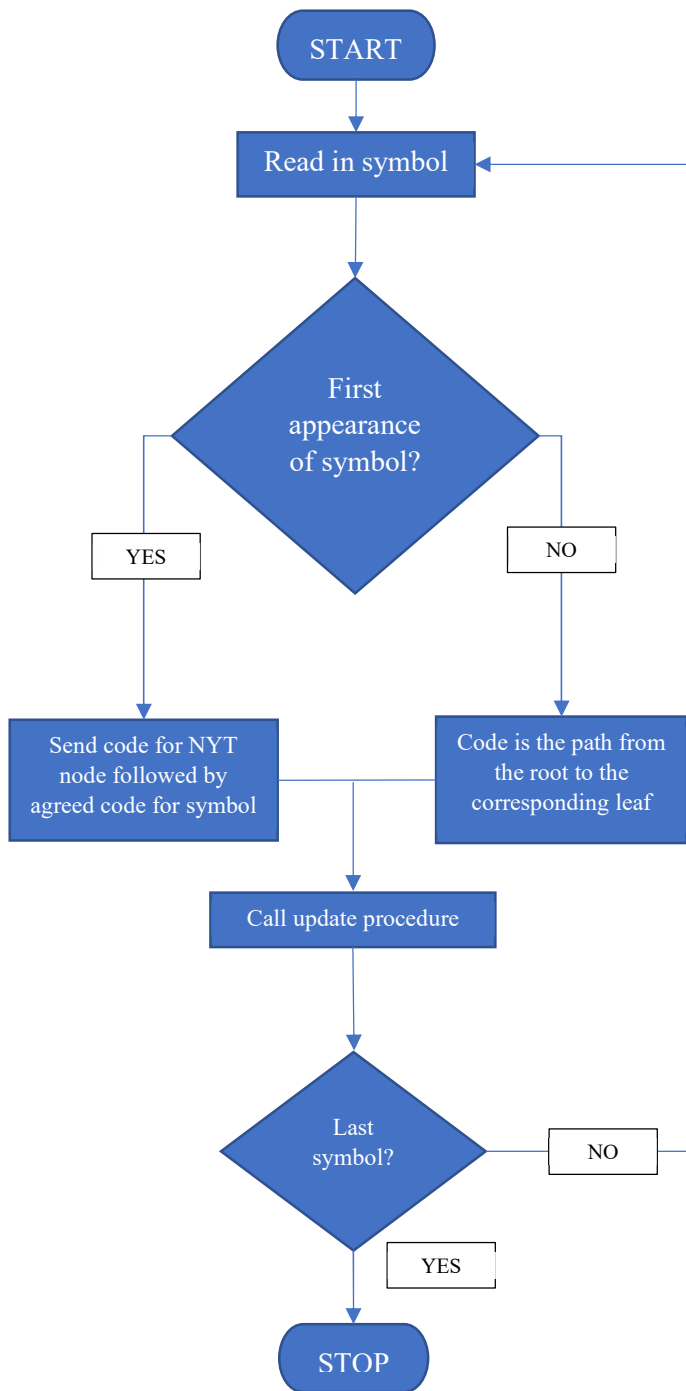 START
Read in symbol
First
appearance
of symbol?
YES
NO
Send code for NYT
node followed by
agreed code for symbol
Code is the path from
the root to the
corresponding leaf
Call update procedure
Last
symbol?
NO
YES
STOP